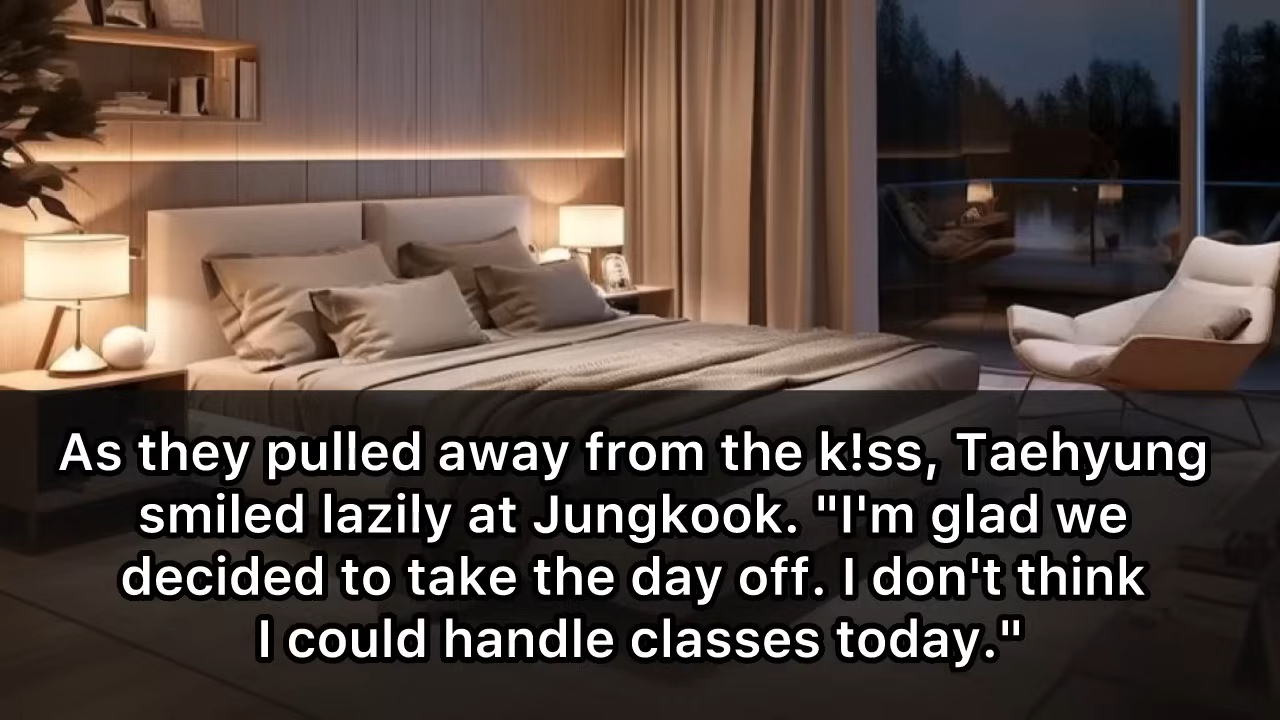 As they pulled away from the k!ss, Taehyung
smiled lazily at Jungkook. "I'm glad we
decided to take the day off. I don't think
I could handle classes today."